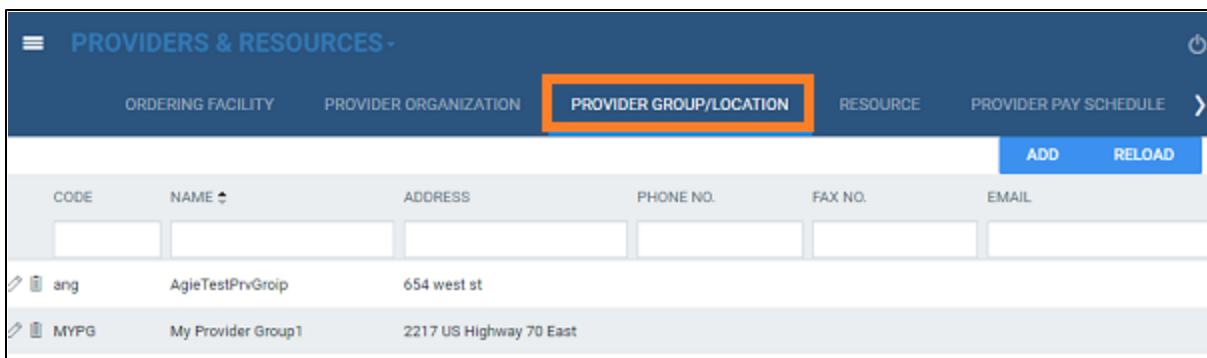 PROVIDERS & RESOURCES
ORDERING FACILITY PROVIDER ORGANIZATION PROVIDER GROUP/LOCATION RESOURCE PROVIDER PAY SCHEDULE
ADD RELOAD
CODE NAME ADDRESS PHONE NO. FAX NO. EMAIL
ang AgieTestPrvGroip 654 west st
MYPG My Provider Group1 2217 US Highway 70 East